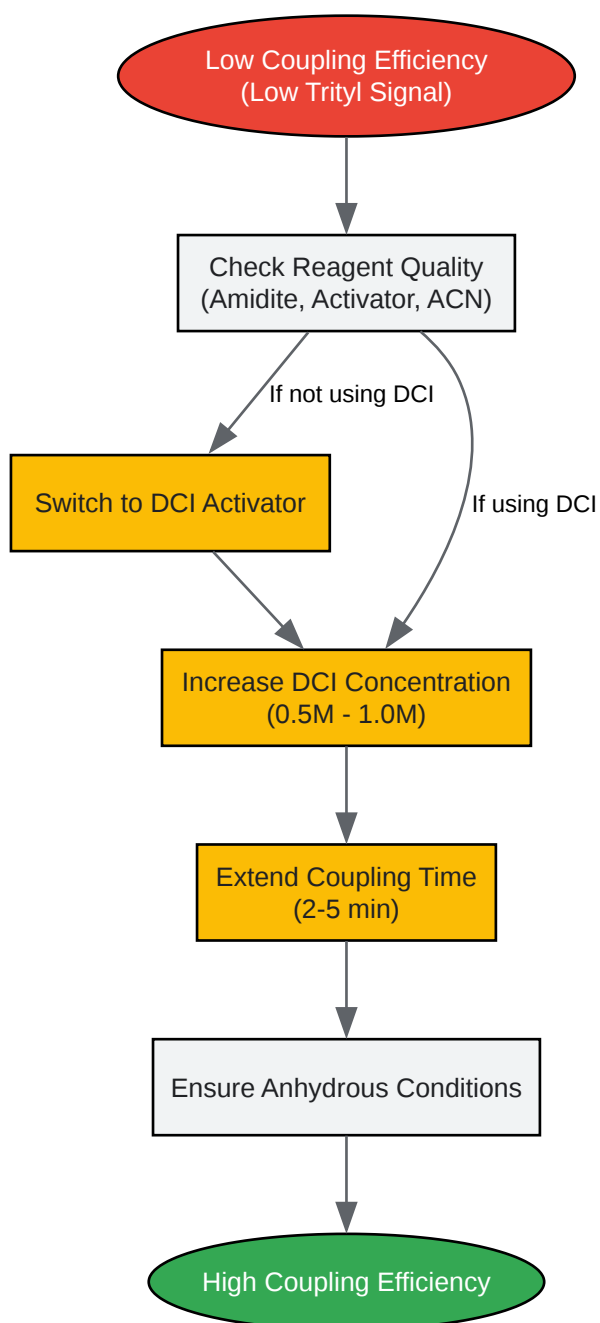 Low Coupling Efficiency
(Low Trityl Signal)
Check Reagent Quality
(Amidite, Activator, ACN)
If not using DCI
Switch to DCI Activator
If using DCI
Increase DCI Concentration
(0.5M - 1.0M)
Extend Coupling Time
(2-5 min)
Ensure Anhydrous Conditions
High Coupling Efficiency